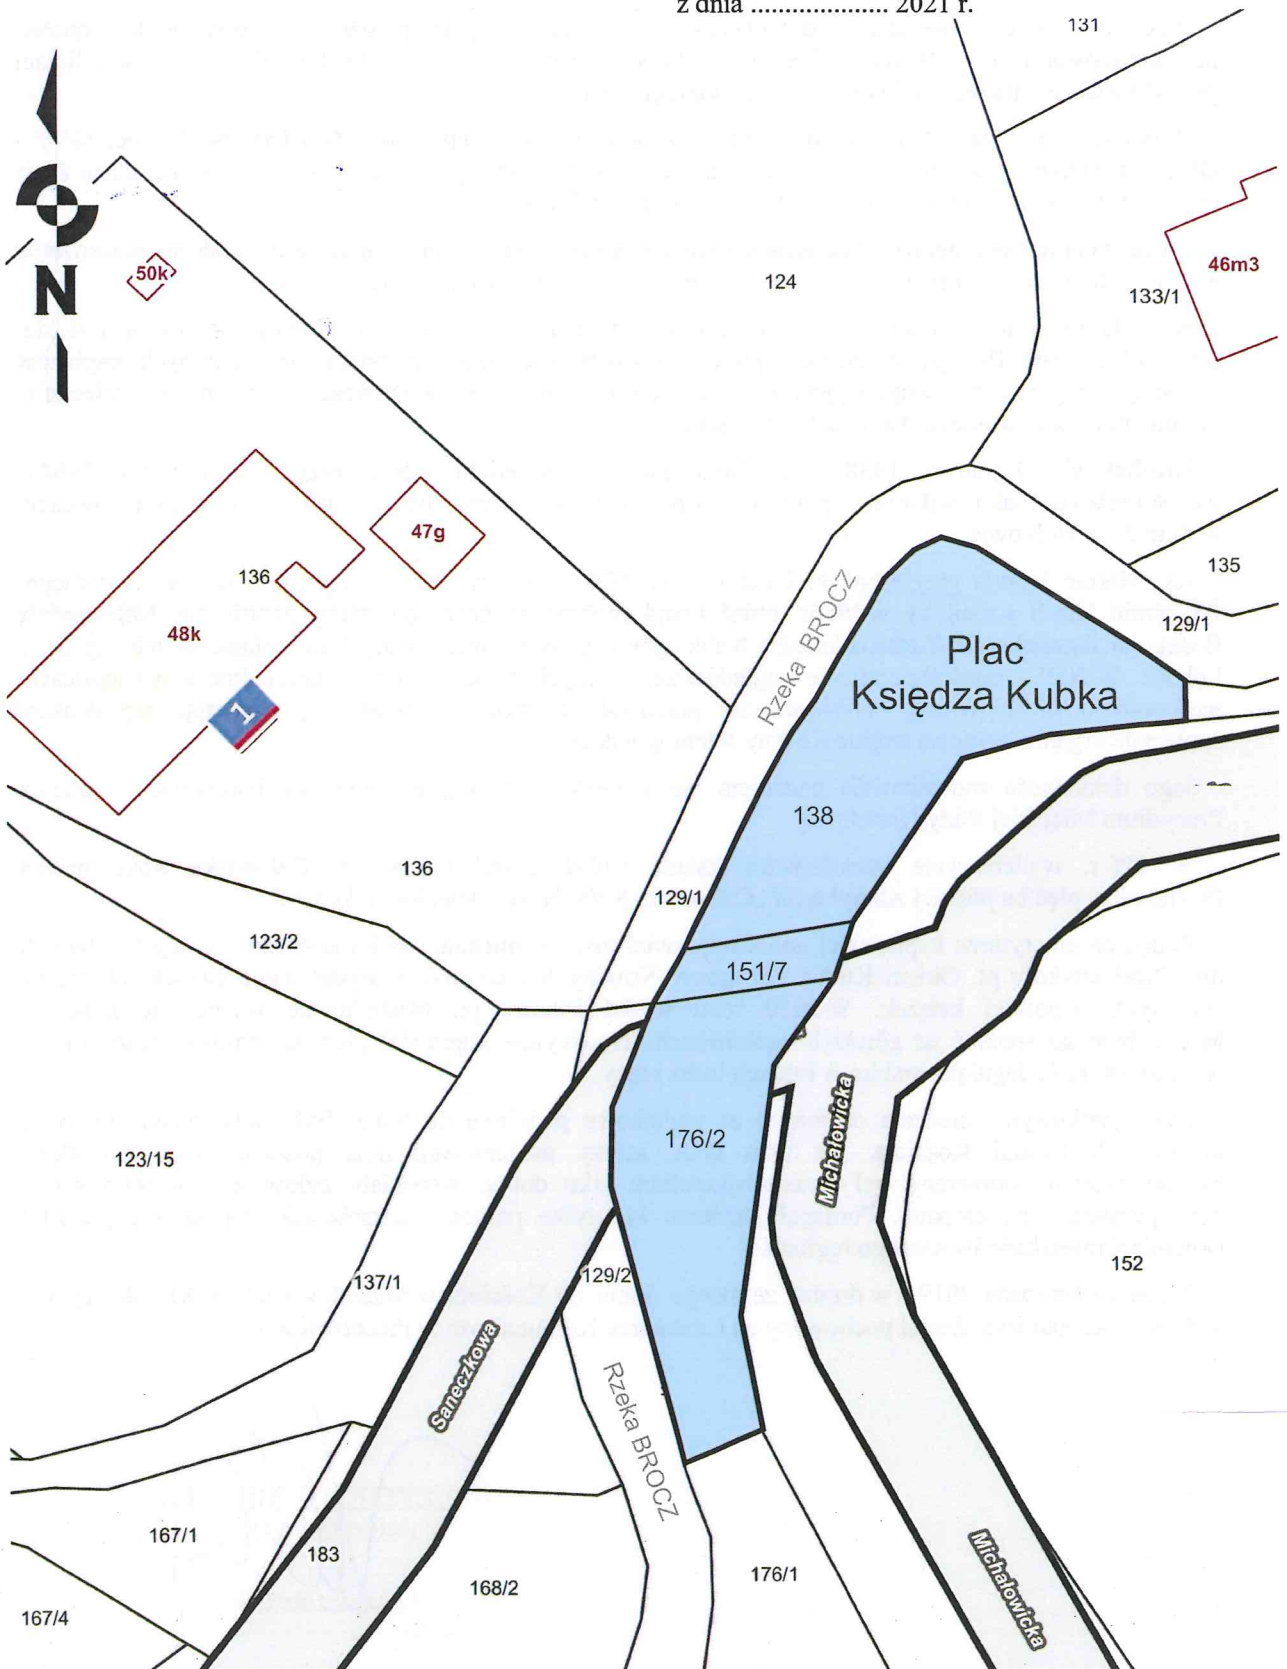 z dnia .................... 2021 r.
131
N
50k
124
133/1
46m3
47g
136
48k
1
135
129/1
Rzeka BROCZ
Plac
Księdza Kubka
138
136
129/1
123/2
151/7
176/2
Michałowicka
123/15
137/1
129/2
152
Saneczkowa
Rzeka BROCZ
167/1
183
168/2
176/1
Michałowicka
167/4